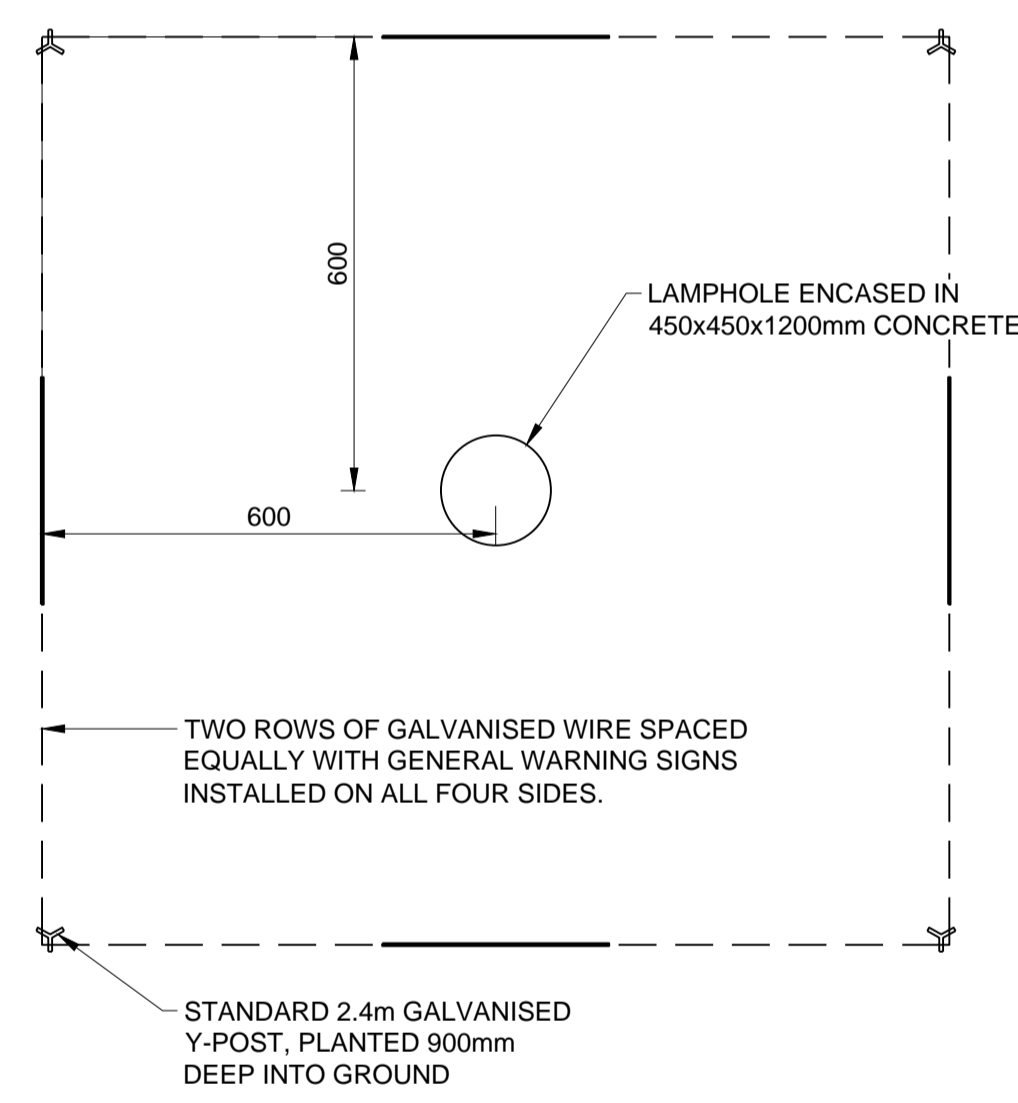 600
LAMPHOLE ENCASED IN
450x450x1200mm CONCRETE
600
TWO ROWS OF GALVANISED WIRE SPACED
EQUALLY WITH GENERAL WARNING SIGNS
INSTALLED ON ALL FOUR SIDES.
STANDARD 2.4m GALVANISED
Y-POST, PLANTED 900mm
DEEP INTO GROUND